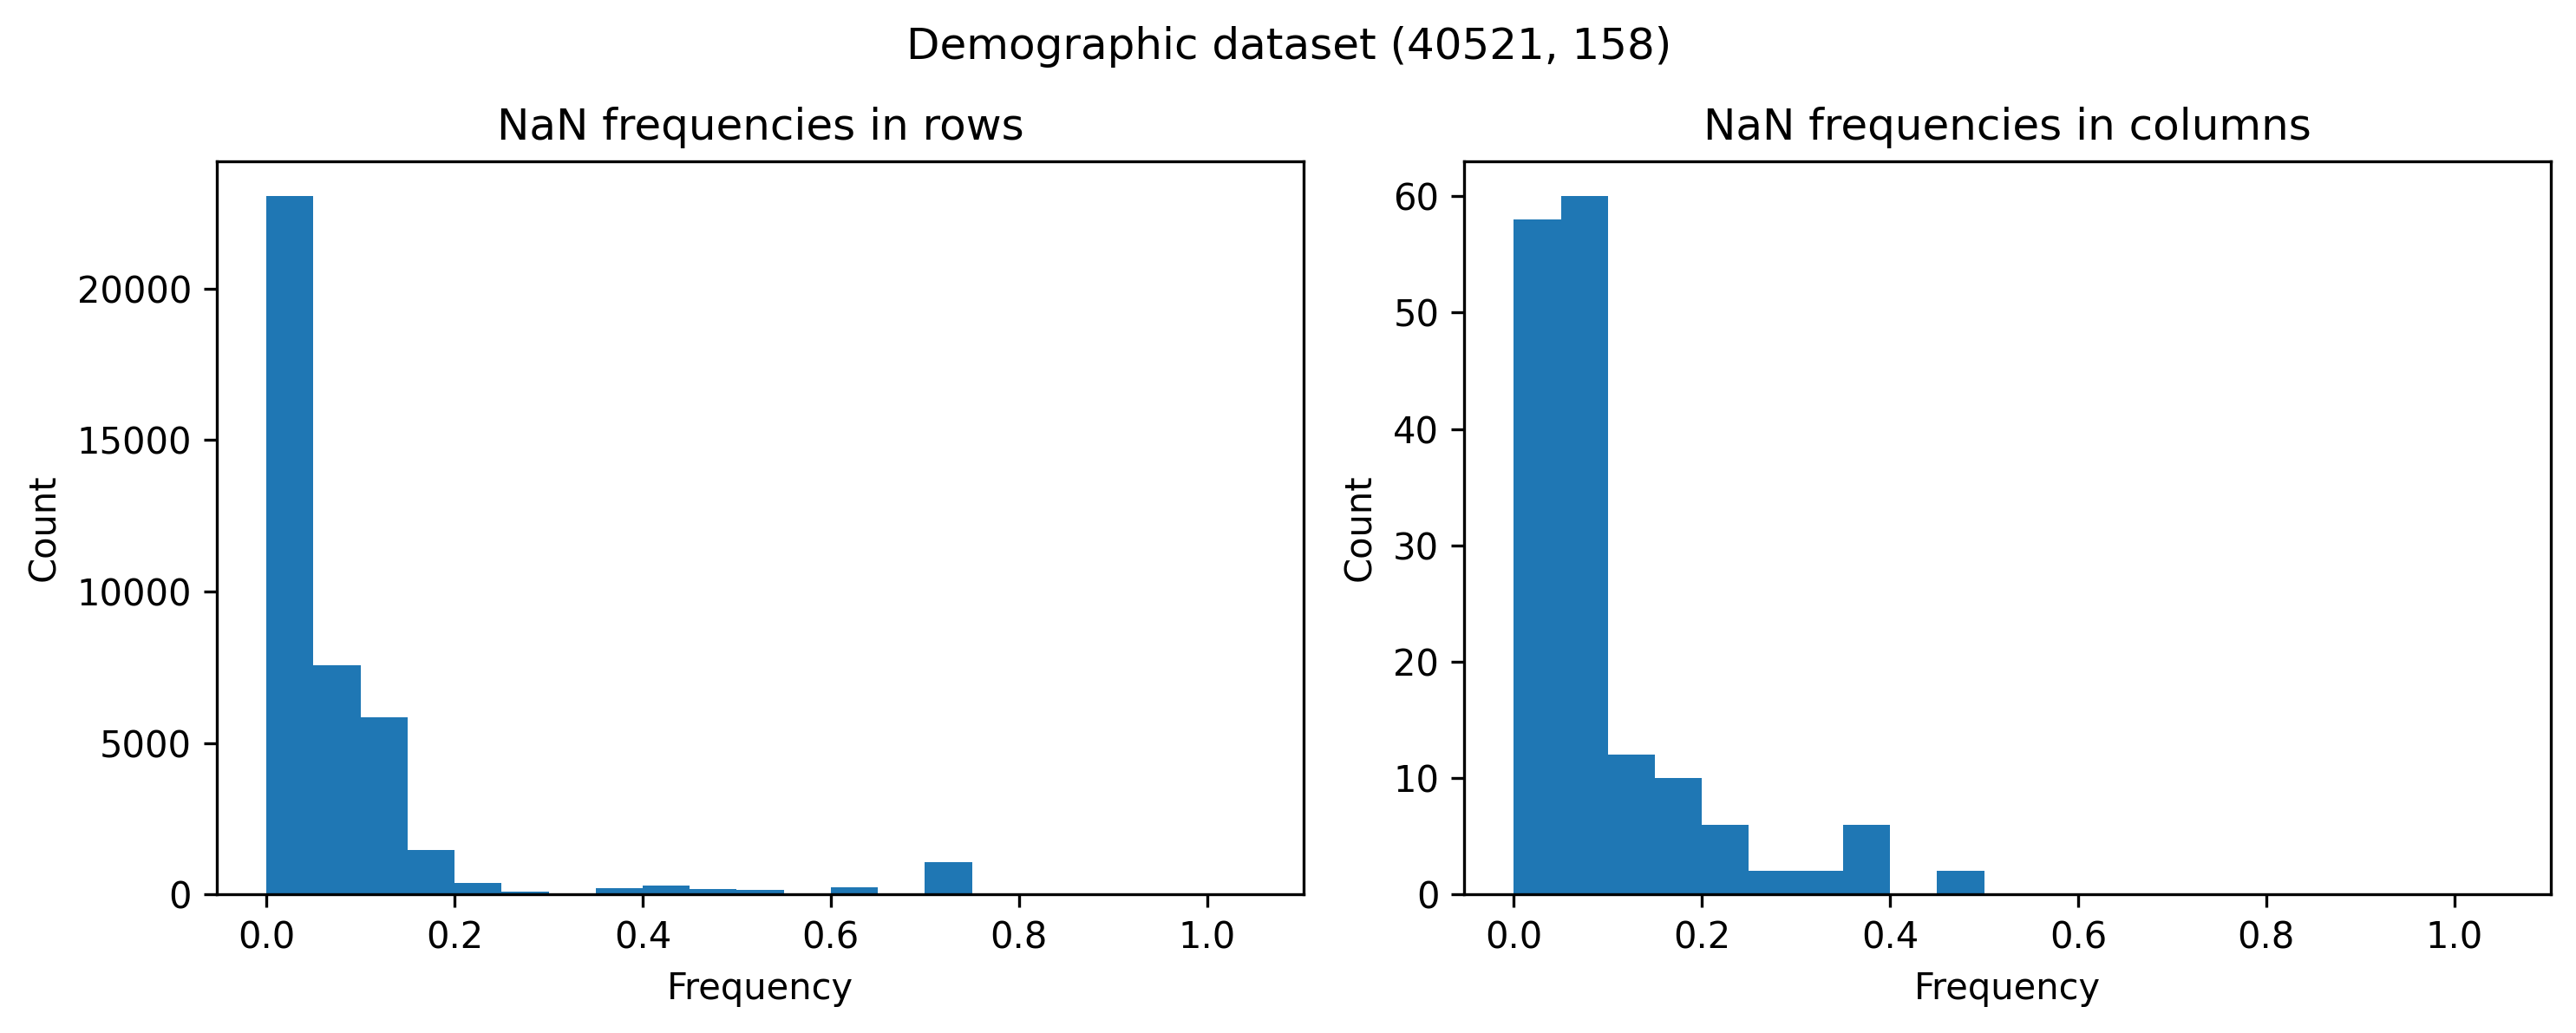 Demographic dataset (40521, 158)
NaN frequencies in rows
Count
20000
15000
10000
5000
0
0.0 0.2 0.4 0.6 0.8 1.0
Frequency
NaN frequencies in columns
Count
60
50
40
30
20
10
0
0.0 0.2 0.4 0.6 0.8 1.0
Frequency